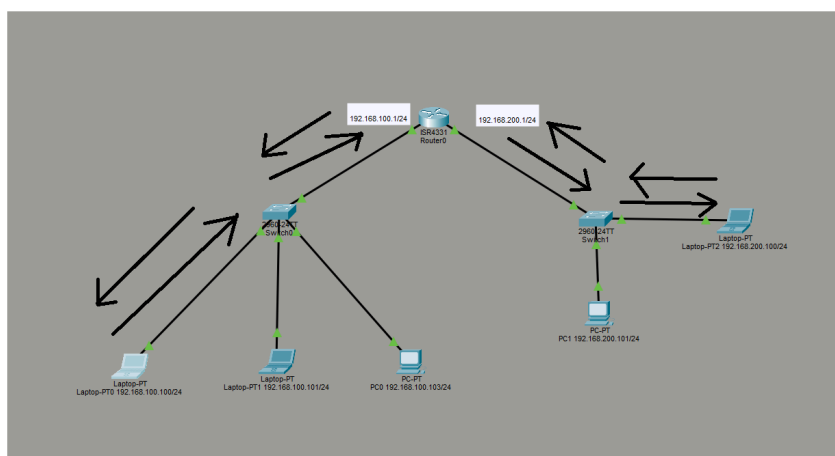 192.168.100.1/24
192.168.200.1/24
ISR4331
Router0
2960-24TT
Switch0
2960-24TT
Switch1
Laptop-PT
Laptop-PT2 192.168.200.100/24
PC-PT
PC1 192.168.200.101/24
Laptop-PT
Laptop-PT0 192.168.100.100/24
Laptop-PT
Laptop-PT1 192.168.100.101/24
PC-PT
PC0 192.168.100.103/24